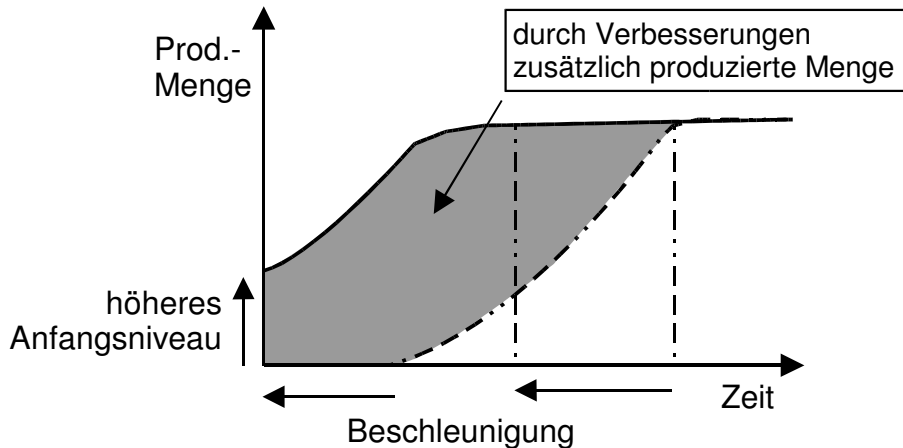 Prod.-
Menge
durch Verbesserungen
zusätzlich produzierte Menge
höheres
Anfangsniveau
Zeit
Beschleunigung